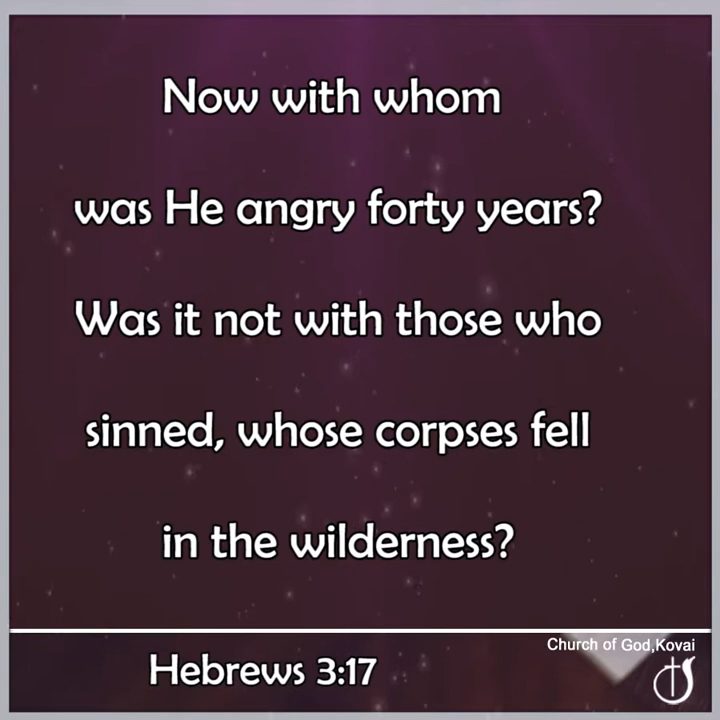 Now with whom
was He angry forty years?
Was it not with those who
sinned, whose corpses fell
in the wilderness?
Church of God,Kovai
Hebrews 3:17